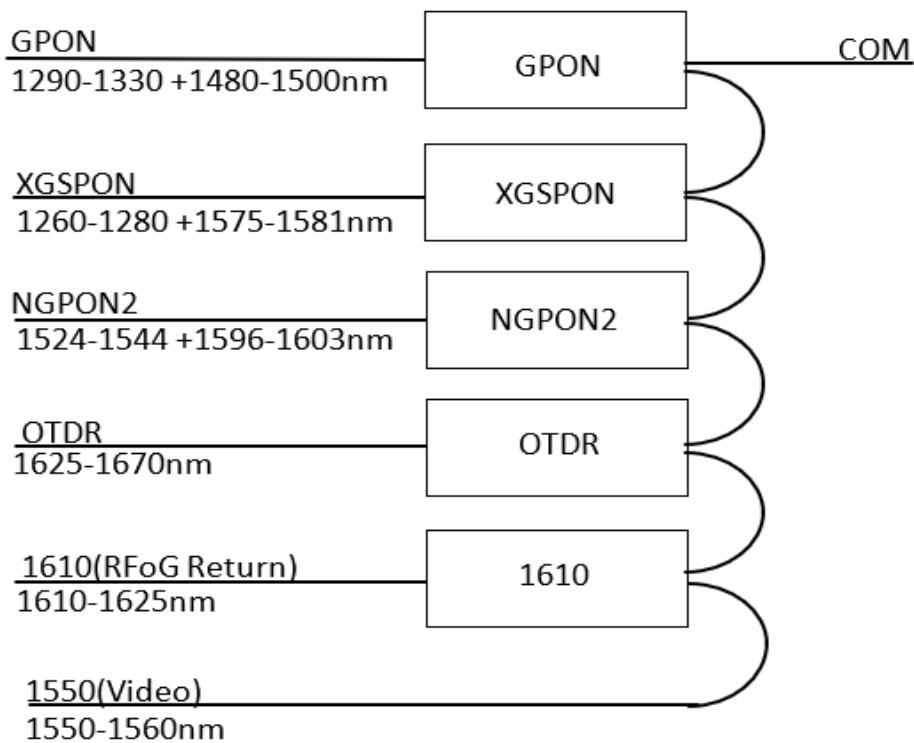 GPON
1290-1330 +1480-1500nm
GPON
COM
XGSPON
1260-1280 +1575-1581nm
XGSPON
NGPON2
1524-1544 +1596-1603nm
NGPON2
OTDR
1625-1670nm
OTDR
1610(RFoG Return)
1610-1625nm
1610
1550(Video)
1550-1560nm